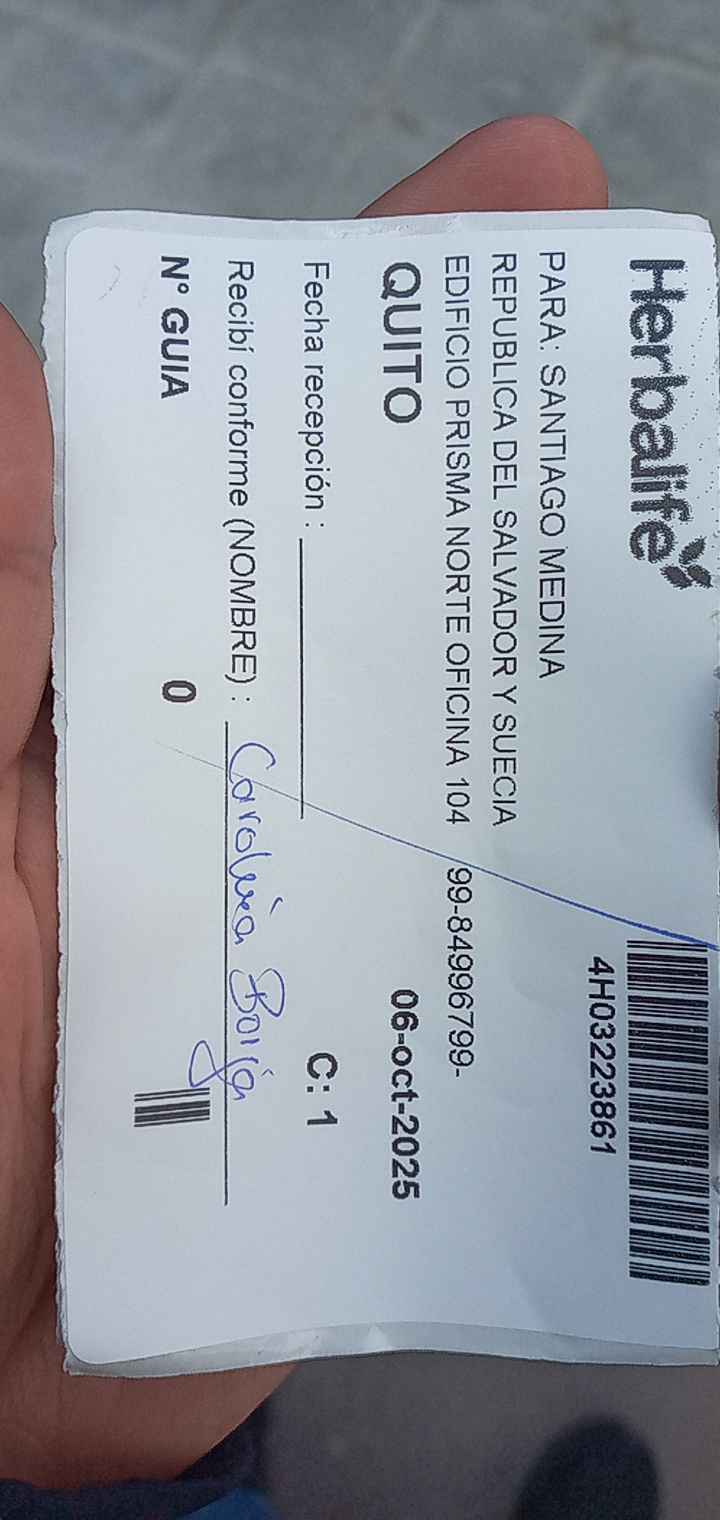 Herbalife
4H03223861
PARA: SANTIAGO MEDINA
REPUBLICA DEL SALVADOR Y SUECIA
EDIFICIO PRISMA NORTE OFICINA 104 99-84996799-
QUITO 06-oct-2025
Fecha recepción : C: 1
Recibí conforme (NOMBRE) : Carolina Borja
N° GUIA 0